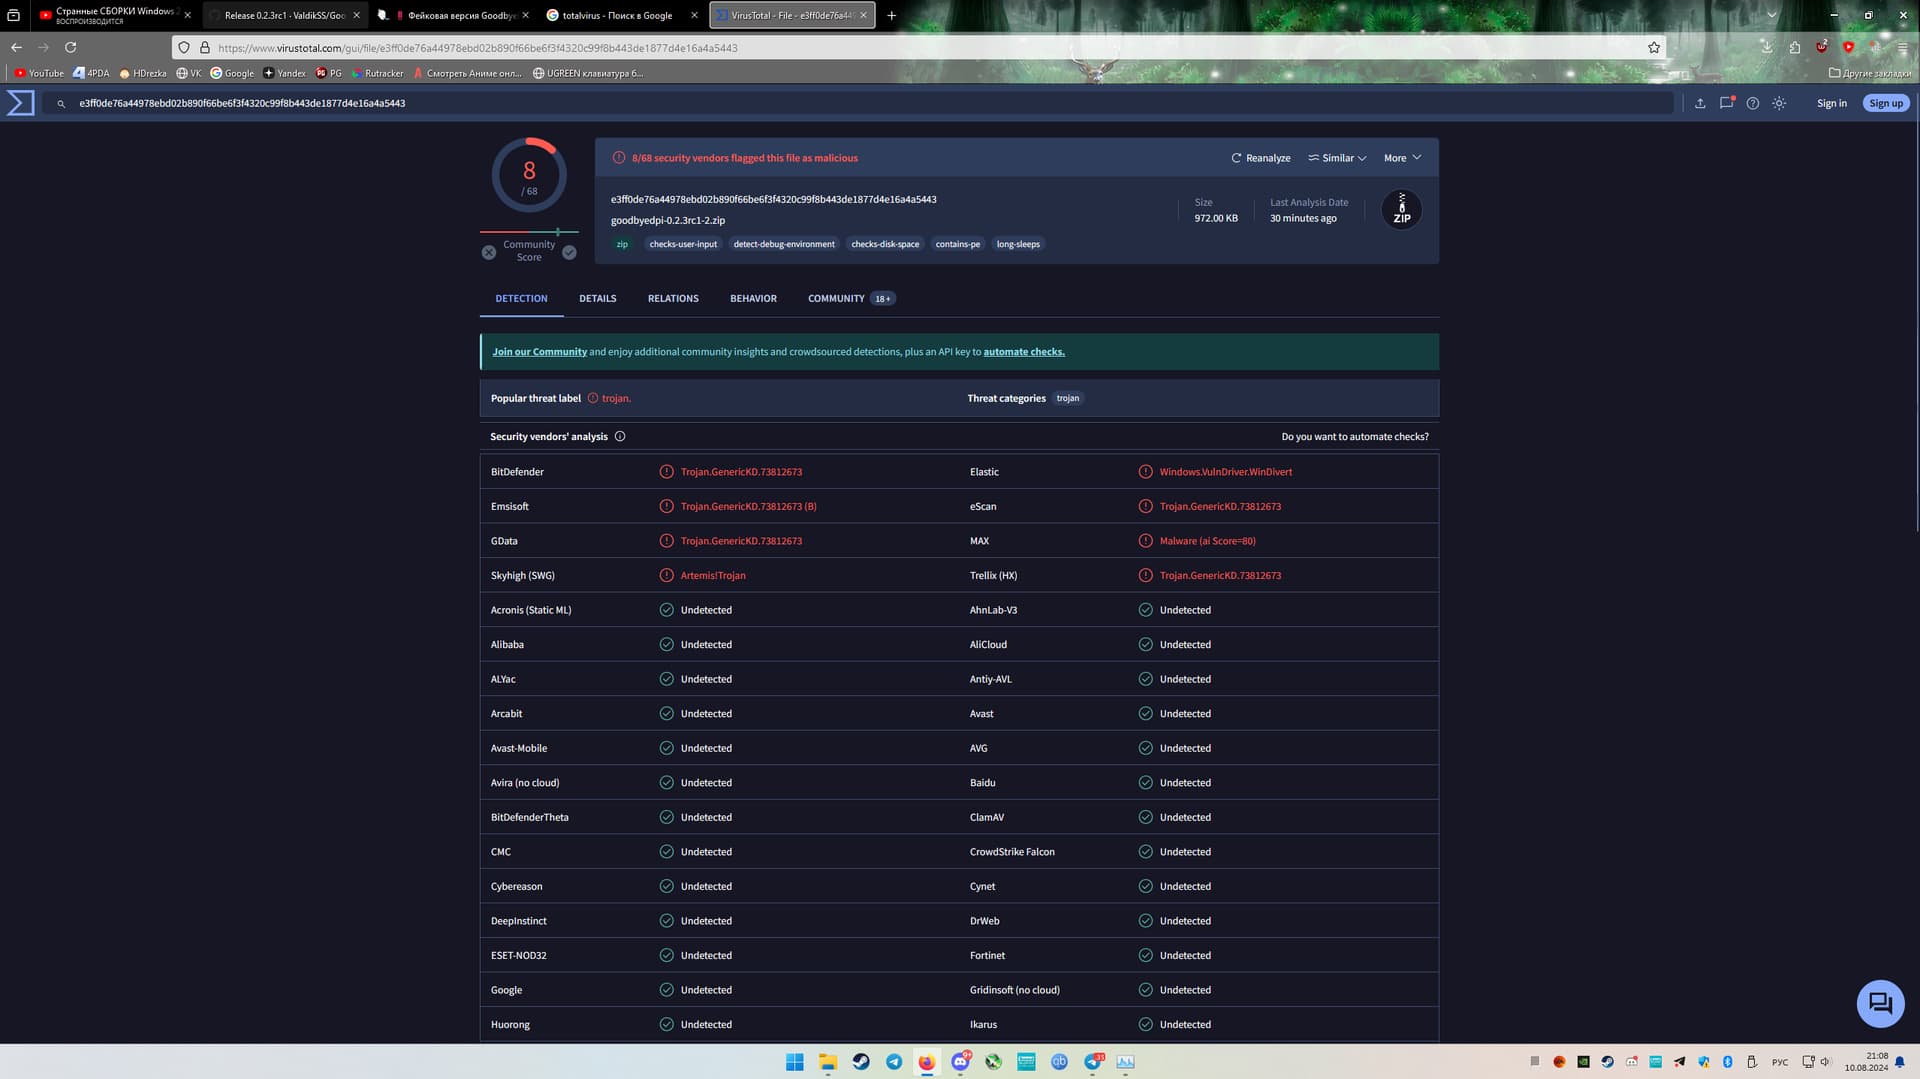 Странные СБОРКИ Windows 2
ВОСПРОИЗВОДИТСЯ
Release 0.2.3rc1 · ValdikSS/Goo
Фейковая версия Goodbye
totalvirus - Поиск в Google
VirusTotal - File - e3ff0de76a449
https://www.virustotal.com/gui/file/e3ff0de76a44978ebd02b890f66be6f3f4320c99f8b443de1877d4e16a4a5443
YouTube 4PDA HDrezka VK Google Yandex PG Rutracker Смотреть Аниме онл... UGREEN клавиатура б... Другие закладки
e3ff0de76a44978ebd02b890f66be6f3f4320c99f8b443de1877d4e16a4a5443
Sign in Sign up
8
/ 68
Community
Score
8/68 security vendors flagged this file as malicious
Reanalyze Similar More
e3ff0de76a44978ebd02b890f66be6f3f4320c99f8b443de1877d4e16a4a5443
goodbyedpi-0.2.3rc1-2.zip
Size
972.00 KB
Last Analysis Date
30 minutes ago
ZIP
zip checks-user-input detect-debug-environment checks-disk-space contains-pe long-sleeps
DETECTION DETAILS RELATIONS BEHAVIOR COMMUNITY 18+
Join our Community and enjoy additional community insights and crowdsourced detections, plus an API key to automate checks.
Popular threat label trojan. Threat categories trojan
Security vendors' analysis Do you want to automate checks?
BitDefender Trojan.GenericKD.73812673 Elastic Windows.VulnDriver.WinDivert
Emsisoft Trojan.GenericKD.73812673 (B) eScan Trojan.GenericKD.73812673
GData Trojan.GenericKD.73812673 MAX Malware (ai Score=80)
Skyhigh (SWG) Artemis!Trojan Trellix (HX) Trojan.GenericKD.73812673
Acronis (Static ML) Undetected AhnLab-V3 Undetected
Alibaba Undetected AliCloud Undetected
ALYac Undetected Antiy-AVL Undetected
Arcabit Undetected Avast Undetected
Avast-Mobile Undetected AVG Undetected
Avira (no cloud) Undetected Baidu Undetected
BitDefenderTheta Undetected ClamAV Undetected
CMC Undetected CrowdStrike Falcon Undetected
Cybereason Undetected Cynet Undetected
DeepInstinct Undetected DrWeb Undetected
ESET-NOD32 Undetected Fortinet Undetected
Google Undetected Gridinsoft (no cloud) Undetected
Huorong Undetected Ikarus Undetected
РУС
21:08
10.08.2024